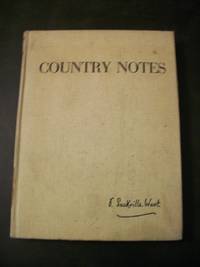 COUNTRY NOTES
V. Sackville-West